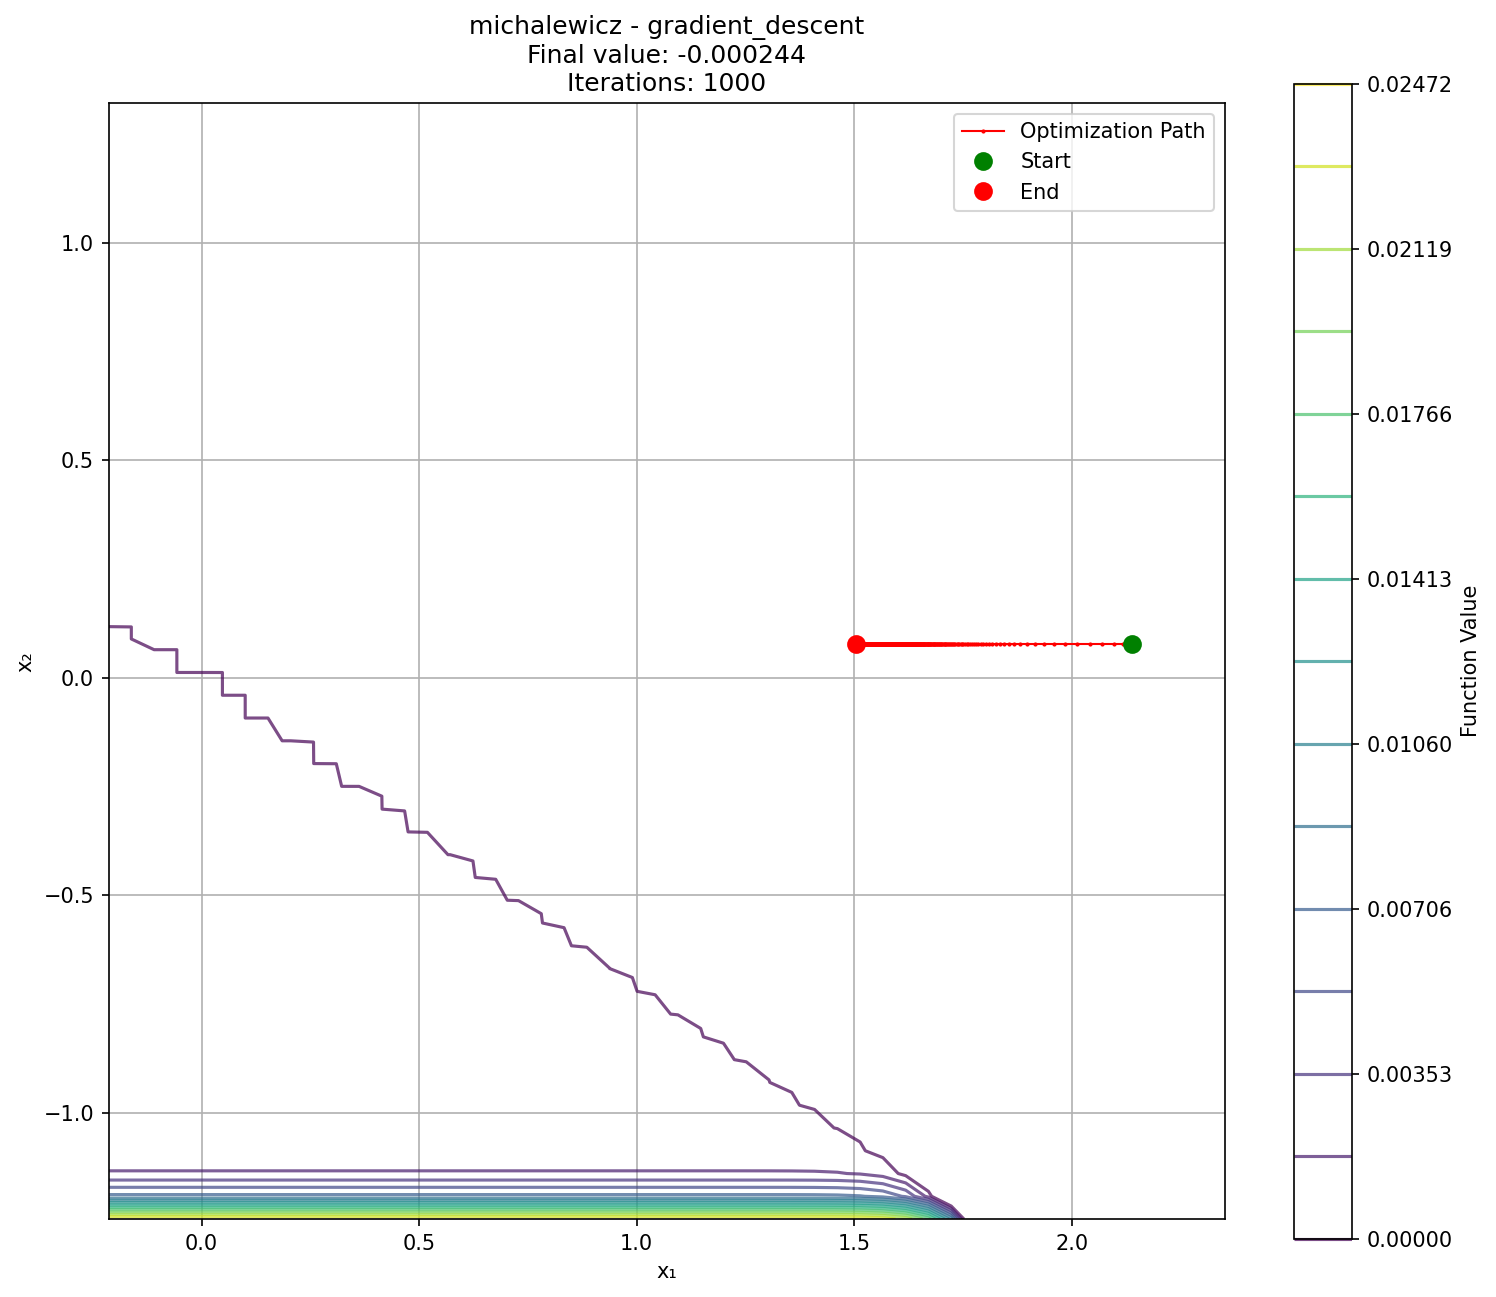 michalewicz - gradient_descent
Final value: -0.000244
Iterations: 1000
Optimization Path
Start
End
1.0
0.5
0.0
−0.5
−1.0
x₂
0.0
0.5
1.0
1.5
2.0
x₁
0.02472
0.02119
0.01766
0.01413
0.01060
0.00706
0.00353
0.00000
Function Value